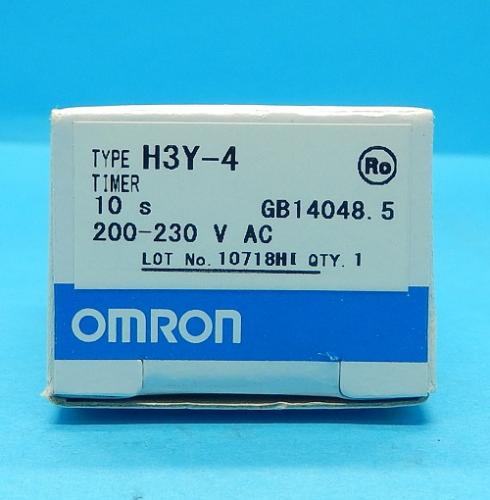 TYPE H3Y-4
TIMER
Ro
10 s GB14048.5
200-230 V AC
LOT No. 10718HI QTY. 1
OMRON